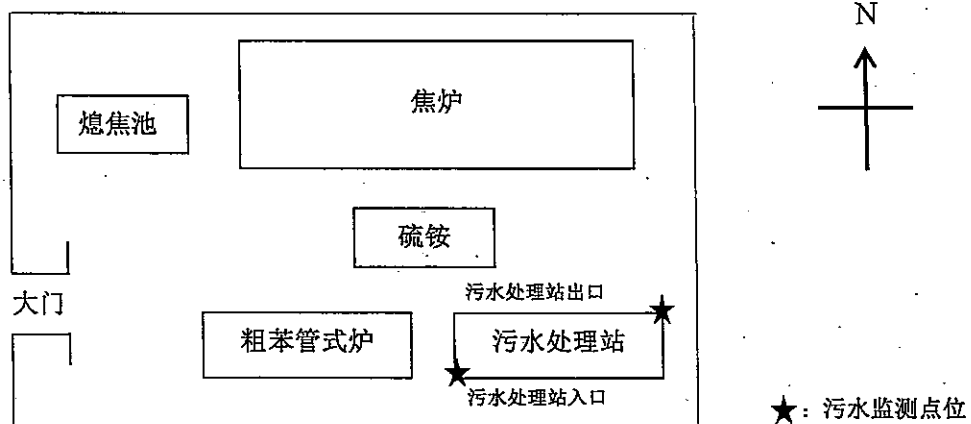 N
焦炉
熄焦池
硫铵
污水处理站出口
大门
粗苯管式炉
污水处理站
污水处理站入口
★：污水监测点位